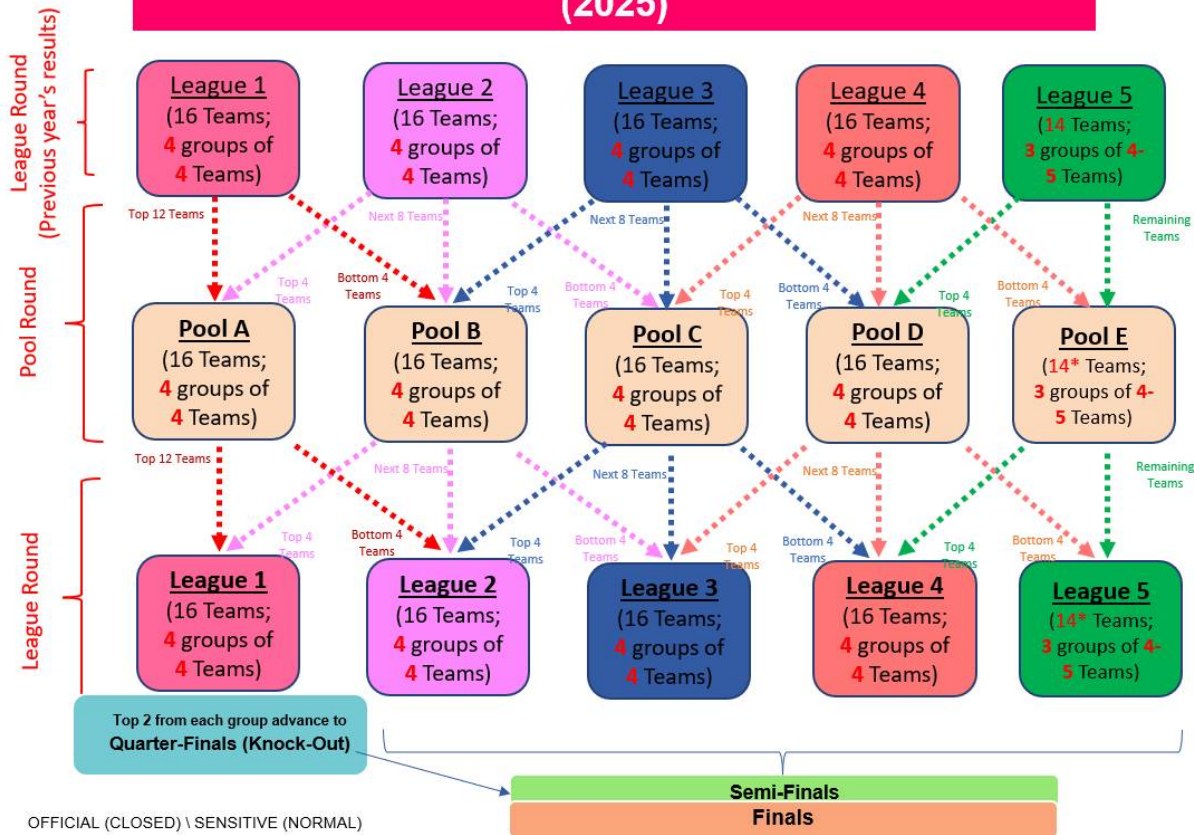 (2025)
League Round
(Previous year's results)
League 1
(16 Teams;
4 groups of
4 Teams)
League 2
(16 Teams;
4 groups of
4 Teams)
League 3
(16 Teams;
4 groups of
4 Teams)
League 4
(16 Teams;
4 groups of
4 Teams)
League 5
(14 Teams;
3 groups of 4-
5 Teams)
Top 12 Teams
Next 8 Teams
Next 8 Teams
Next 8 Teams
Remaining
Teams
Top 4
Teams
Bottom 4
Teams
Top 4
Teams
Bottom 4
Teams
Top 4
Teams
Bottom 4
Teams
Top 4
Teams
Bottom 4
Teams
Pool Round
Pool A
(16 Teams;
4 groups of
4 Teams)
Pool B
(16 Teams;
4 groups of
4 Teams)
Pool C
(16 Teams;
4 groups of
4 Teams)
Pool D
(16 Teams;
4 groups of
4 Teams)
Pool E
(14* Teams;
3 groups of 4-
5 Teams)
Top 12 Teams
Next 8 Teams
Next 8 Teams
Next 8 Teams
Remaining
Teams
Top 4
Teams
Bottom 4
Teams
Top 4
Teams
Bottom 4
Teams
Top 4
Teams
Bottom 4
Teams
Top 4
Teams
Bottom 4
Teams
League Round
League 1
(16 Teams;
4 groups of
4 Teams)
League 2
(16 Teams;
4 groups of
4 Teams)
League 3
(16 Teams;
4 groups of
4 Teams)
League 4
(16 Teams;
4 groups of
4 Teams)
League 5
(14* Teams;
3 groups of 4-
5 Teams)
Top 2 from each group advance to
Quarter-Finals (Knock-Out)
Semi-Finals
Finals
OFFICIAL (CLOSED) \ SENSITIVE (NORMAL)